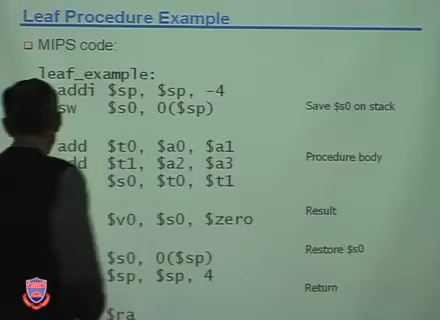 Leaf Procedure Example
MIPS code:
leaf_example:
addi $sp, $sp, -4
sw $s0, 0($sp) Save $s0 on stack
add $t0, $a0, $a1
$t1, $a2, $a3 Procedure body
$s0, $t0, $t1
$v0, $s0, $zero Result
$s0, 0($sp) Restore $s0
$sp, $sp, 4
Return
$ra